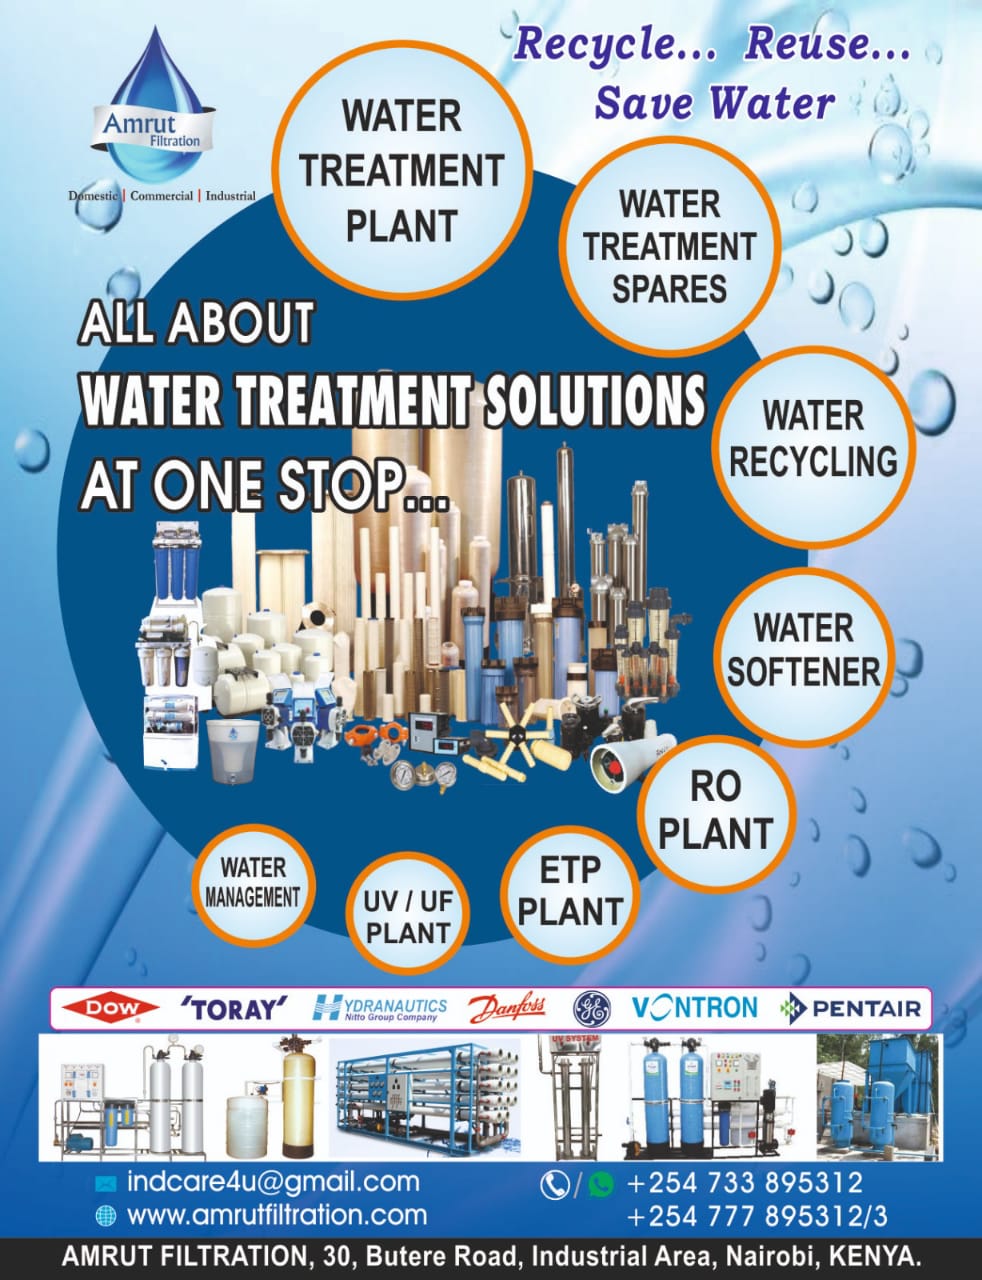 Recycle... Reuse...
Save Water
Amrut
Filtration
Domestic | Commercial | Industrial
WATER
TREATMENT
PLANT
WATER
TREATMENT
SPARES
ALL ABOUT
WATER TREATMENT SOLUTIONS
AT ONE STOP...
WATER
RECYCLING
WATER
SOFTENER
RO
PLANT
ETP
PLANT
UV / UF
PLANT
WATER
MANAGEMENT
DOW
'TORAY'
HYDRANAUTICS
Nitto Group Company
Danfoss
GE
VONTRON
PENTAIR
UV SYSTEM
indcare4u@gmail.com
www.amrutfiltration.com
/ +254 733 895312
+254 777 895312/3
AMRUT FILTRATION, 30, Butere Road, Industrial Area, Nairobi, KENYA.